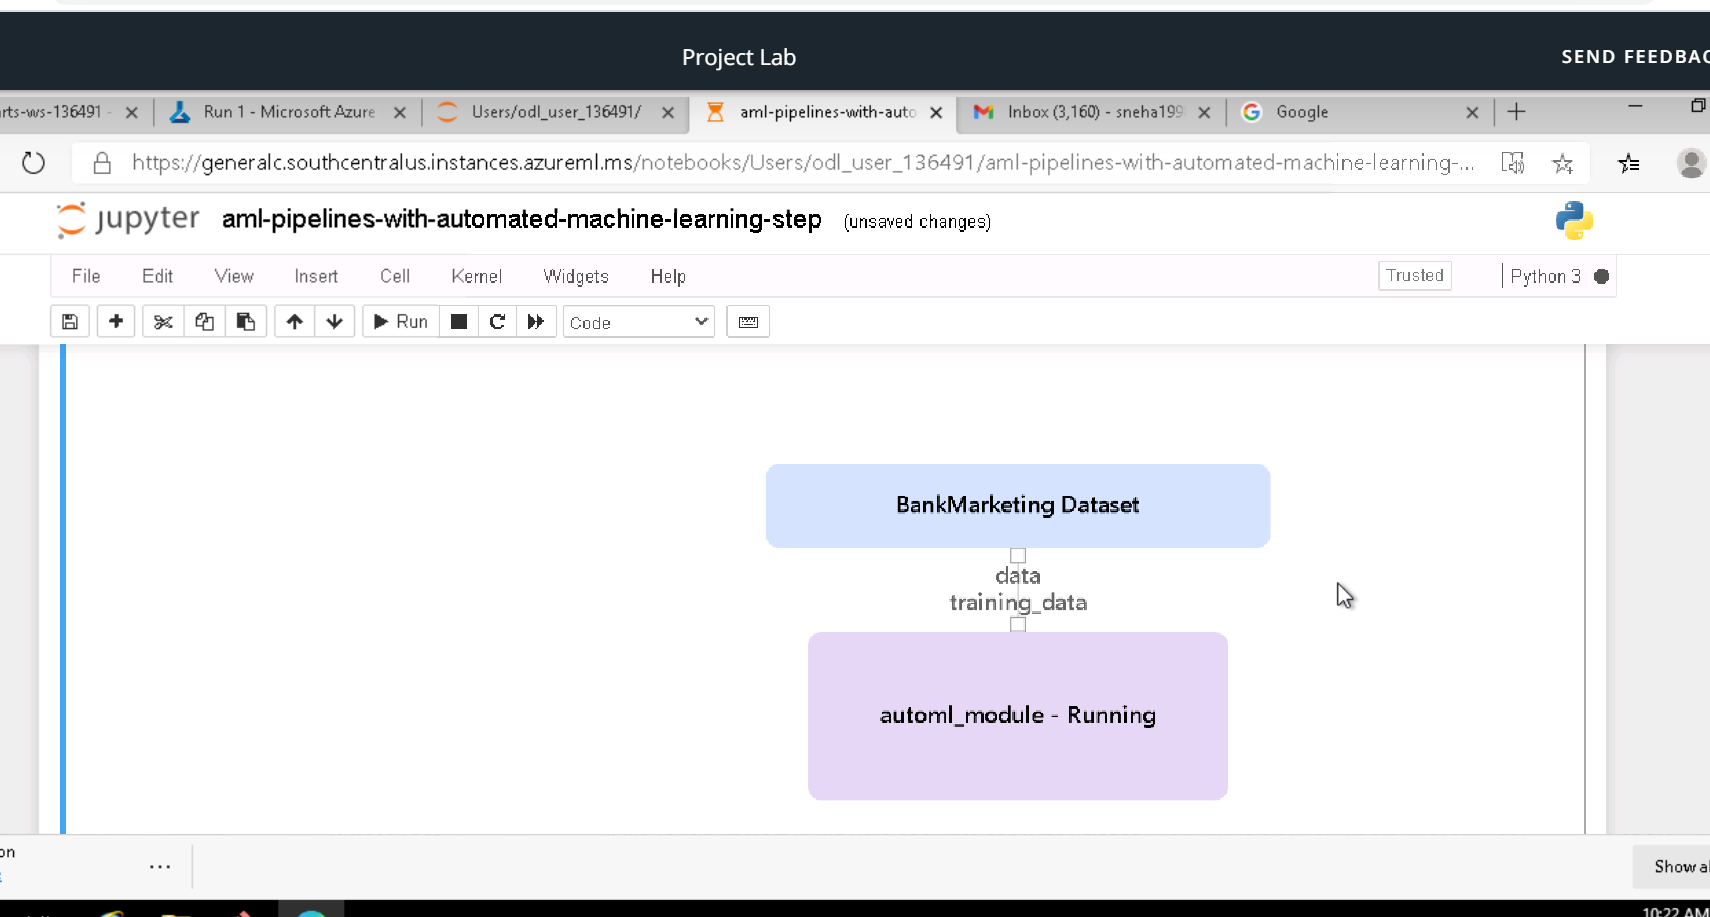 Project Lab
SEND FEEDBAC
rts-ws-136491 -
Run 1 - Microsoft Azure
Users/odl_user_136491/
aml-pipelines-with-auto
Inbox (3,160) - sneha199
Google
https://generalc.southcentralus.instances.azureml.ms/notebooks/Users/odl_user_136491/aml-pipelines-with-automated-machine-learning-...
jupyter aml-pipelines-with-automated-machine-learning-step (unsaved changes)
File Edit View Insert Cell Kernel Widgets Help Trusted Python 3
Run Code
BankMarketing Dataset
data
training_data
automl_module - Running
on
...
Show al
10:22 AM